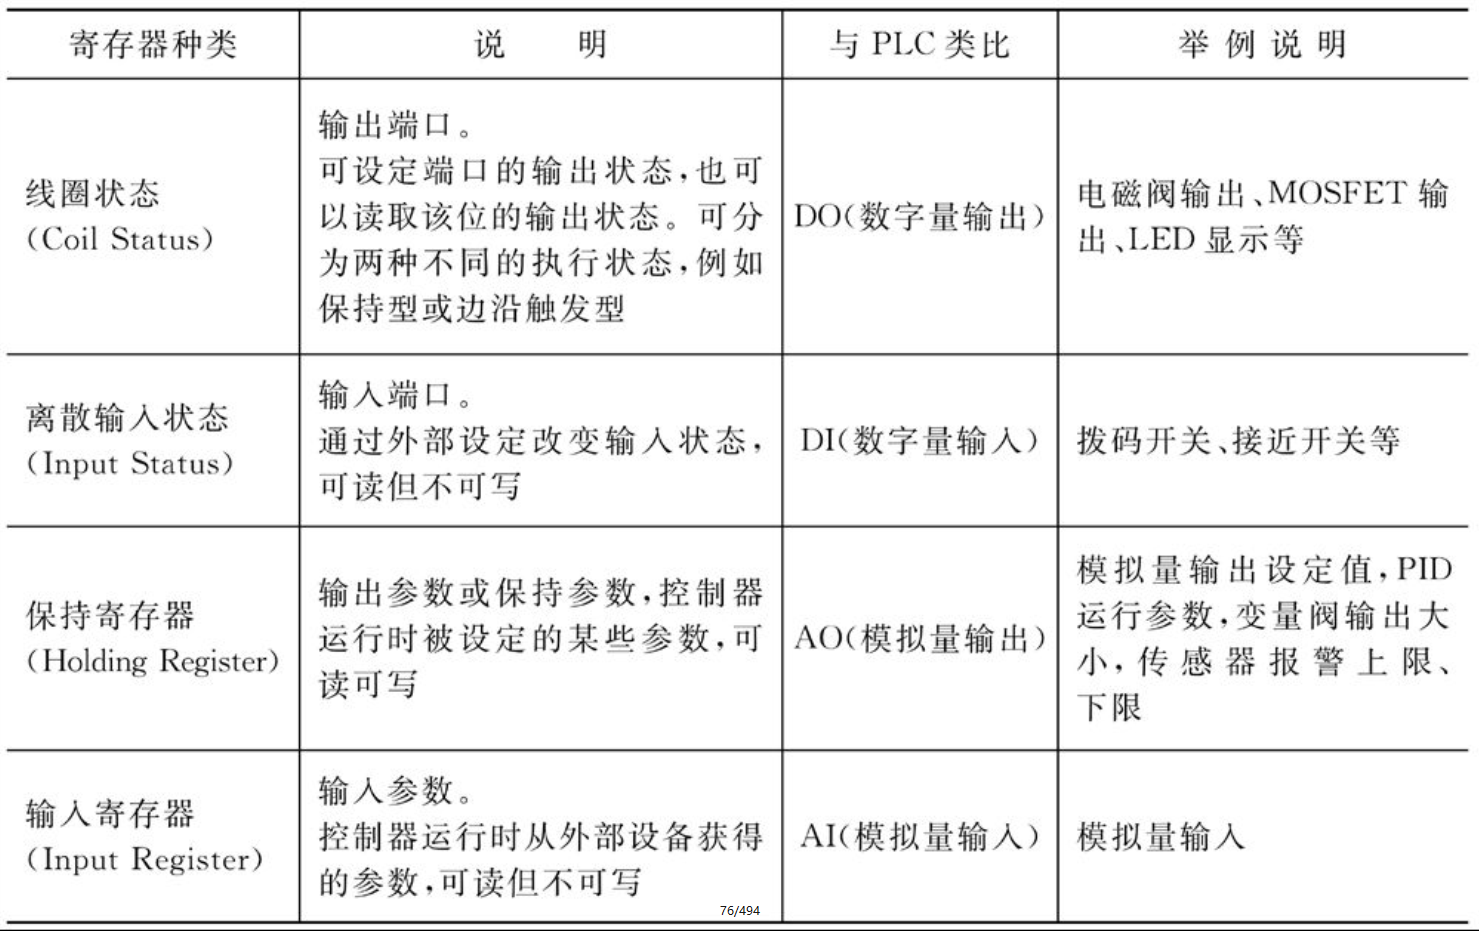 寄存器种类
说 明
与 PLC 类比
举 例 说 明
线圈状态
(Coil Status)
输出端口。
可设定端口的输出状态,也可
以读取该位的输出状态。可分
为两种不同的执行状态,例如
保持型或边沿触发型
DO(数字量输出)
电磁阀输出、MOSFET 输
出、LED 显示等
离散输入状态
(Input Status)
输入端口。
通过外部设定改变输入状态,
可读但不可写
DI(数字量输入)
拨码开关、接近开关等
保持寄存器
(Holding Register)
输出参数或保持参数,控制器
运行时被设定的某些参数,可
读可写
AO(模拟量输出)
模拟量输出设定值,PID
运行参数,变量阀输出大
小,传感器报警上限、
下限
输入寄存器
(Input Register)
输入参数。
控制器运行时从外部设备获得
的参数,可读但不可写
AI(模拟量输入)
模拟量输入
76/494